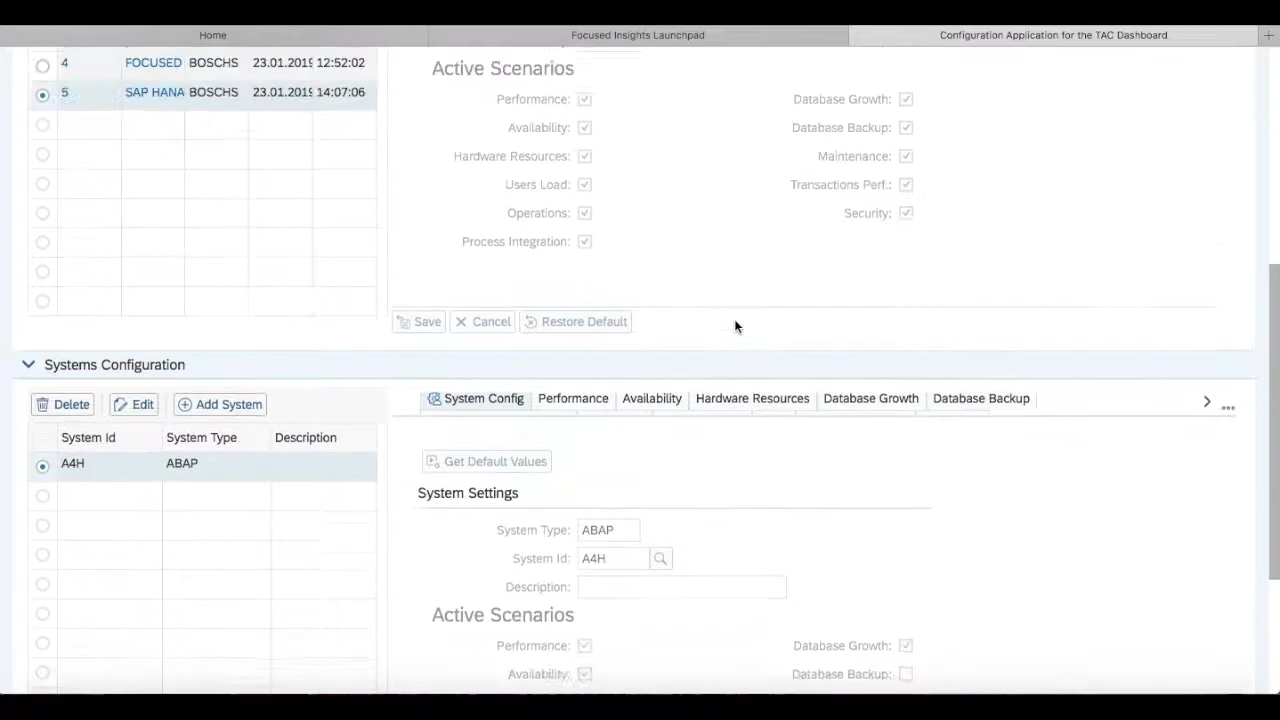 Home
Focused Insights Launchpad
Configuration Application for the TAC Dashboard
4 FOCUSED BOSCHS 23.01.2019 12:52:02
5 SAP HANA BOSCHS 23.01.2019 14:07:06
Active Scenarios
Performance:
Database Growth:
Availability:
Database Backup:
Hardware Resources:
Maintenance:
Users Load:
Transactions Perf.:
Operations:
Security:
Process Integration:
Save
Cancel
Restore Default
Systems Configuration
Delete
Edit
Add System
System Config
Performance
Availability
Hardware Resources
Database Growth
Database Backup
System Id
System Type
Description
A4H
ABAP
Get Default Values
System Settings
System Type: ABAP
System Id: A4H
Description:
Active Scenarios
Performance:
Database Growth:
Availability:
Database Backup: